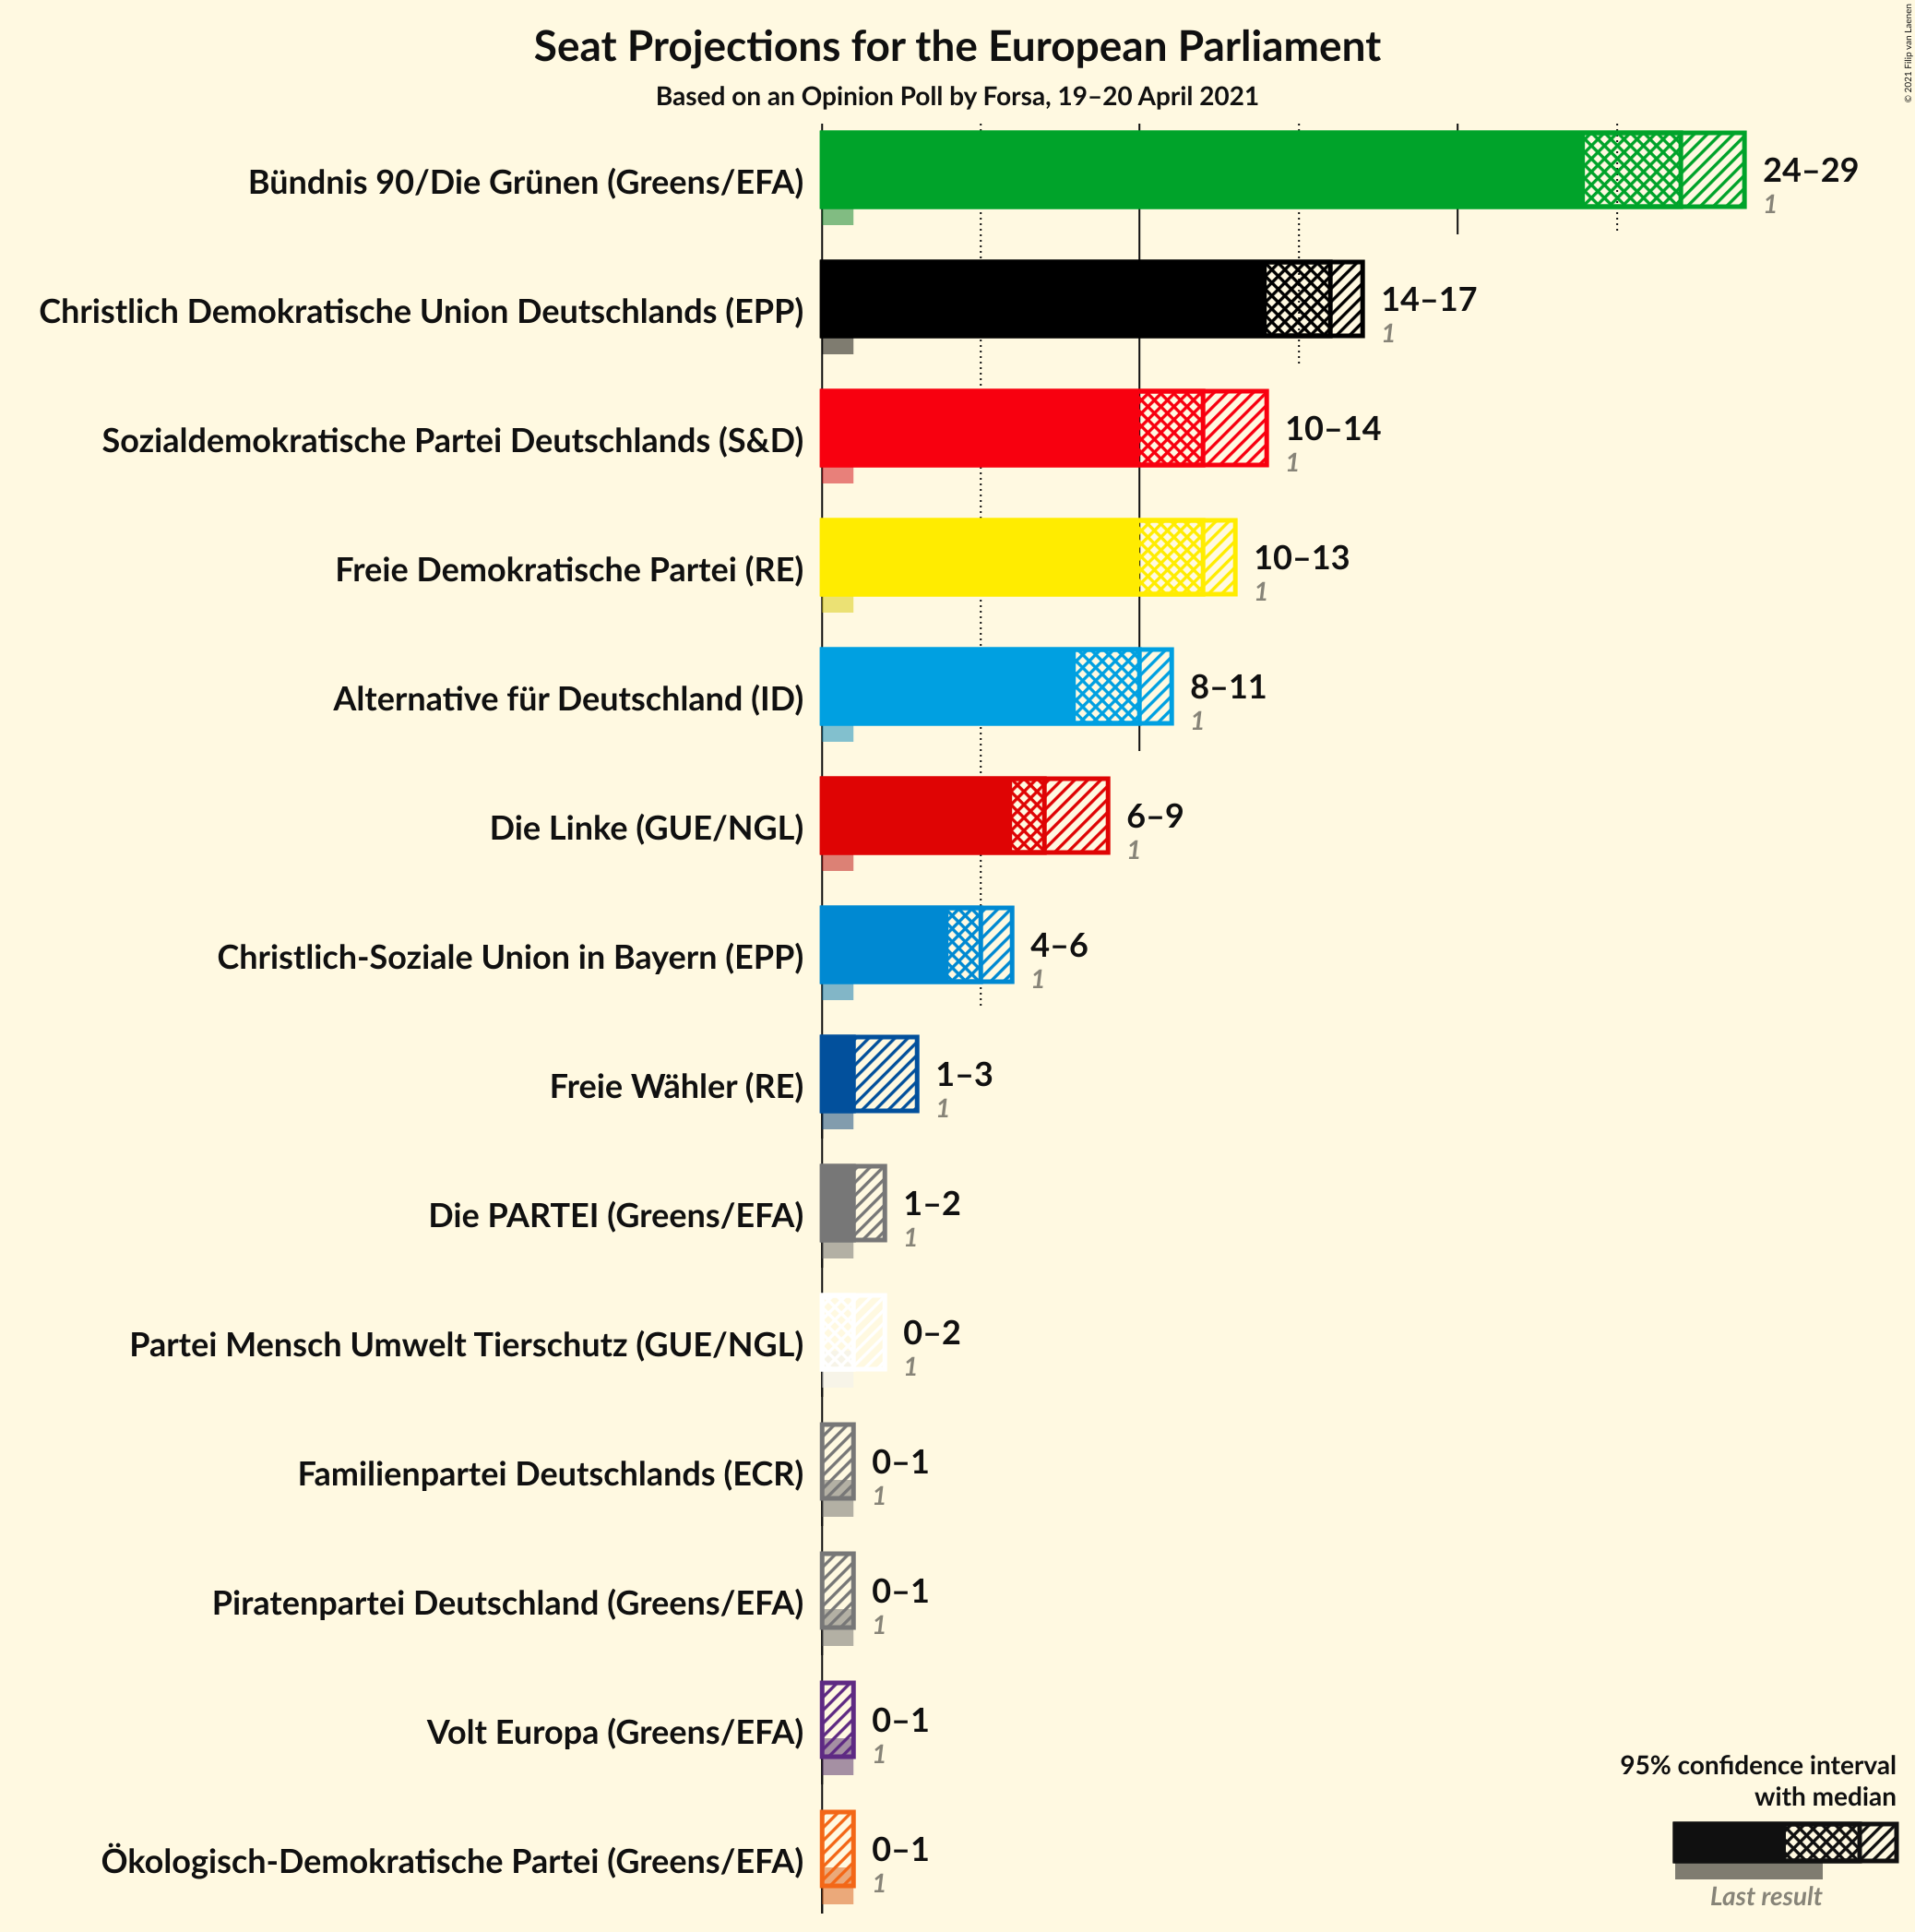 Seat Projections for the European Parliament
Based on an Opinion Poll by Forsa, 19–20 April 2021
© 2021 Filip van Laenen
Bündnis 90/Die Grünen (Greens/EFA)
24–29
1
Christlich Demokratische Union Deutschlands (EPP)
14–17
1
Sozialdemokratische Partei Deutschlands (S&D)
10–14
1
Freie Demokratische Partei (RE)
10–13
1
Alternative für Deutschland (ID)
8–11
1
Die Linke (GUE/NGL)
6–9
1
Christlich-Soziale Union in Bayern (EPP)
4–6
1
Freie Wähler (RE)
1–3
1
Die PARTEI (Greens/EFA)
1–2
1
Partei Mensch Umwelt Tierschutz (GUE/NGL)
0–2
1
Familienpartei Deutschlands (ECR)
0–1
1
Piratenpartei Deutschland (Greens/EFA)
0–1
1
Volt Europa (Greens/EFA)
0–1
1
Ökologisch-Demokratische Partei (Greens/EFA)
0–1
1
95% confidence interval
with median
Last result